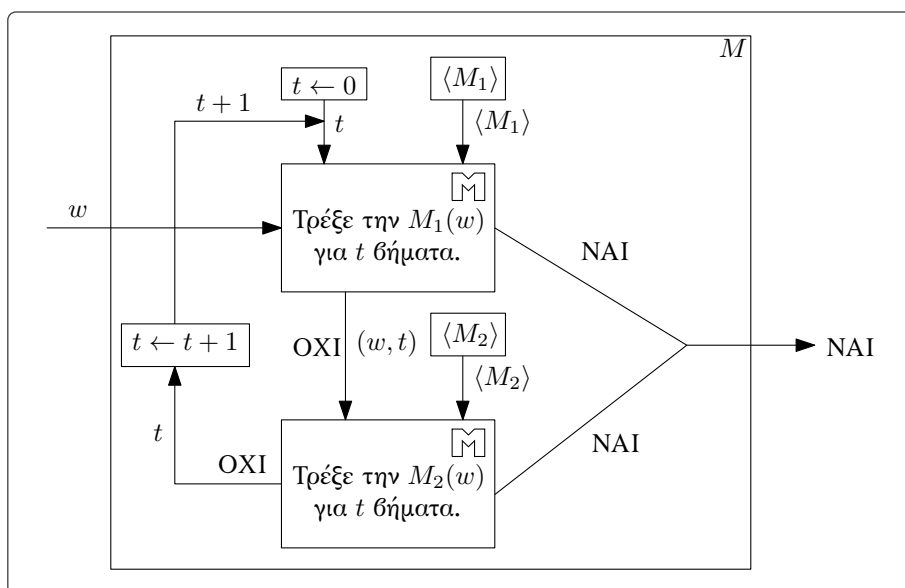 M
t ← 0
⟨M₁⟩
t + 1
t
⟨M₁⟩
w
Τρέξε την M₁(w)
για t βήματα.
ΝΑΙ
ΟΧΙ
(w, t)
⟨M₂⟩
t ← t + 1
ΝΑΙ
⟨M₂⟩
t
ΟΧΙ
ΝΑΙ
Τρέξε την M₂(w)
για t βήματα.